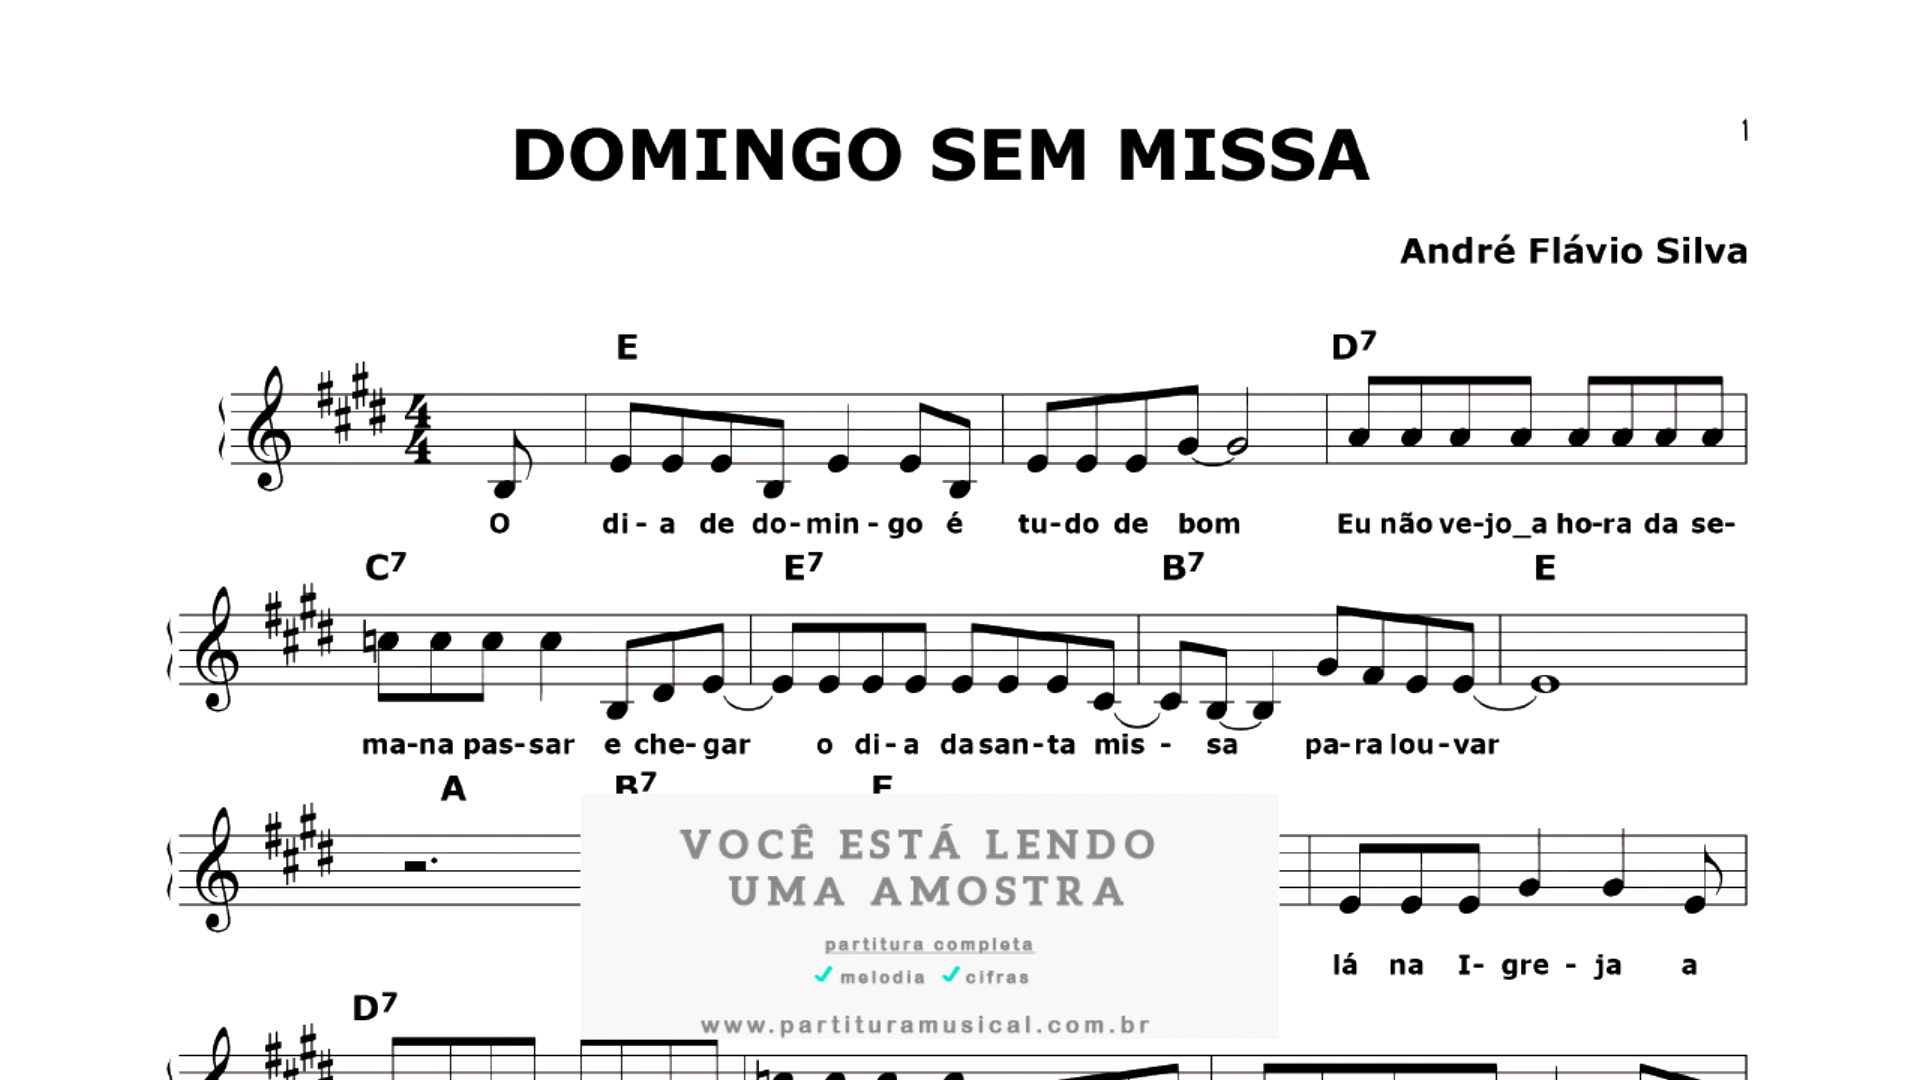 DOMINGO SEM MISSA
1
André Flávio Silva
E D7
4
4
O di - a de do - min - go é tu - do de bom Eu não ve - jo_a ho - ra da se -
C7 E7 B7 E
ma - na pas - sar e che - gar o di - a da san - ta mis - sa pa - ra lou - var
A B7 E
VOCÊ ESTÁ LENDO
UMA AMOSTRA
partitura completa
melodia cifras
lá na I - gre - ja a
D7
www.partituramusical.com.br